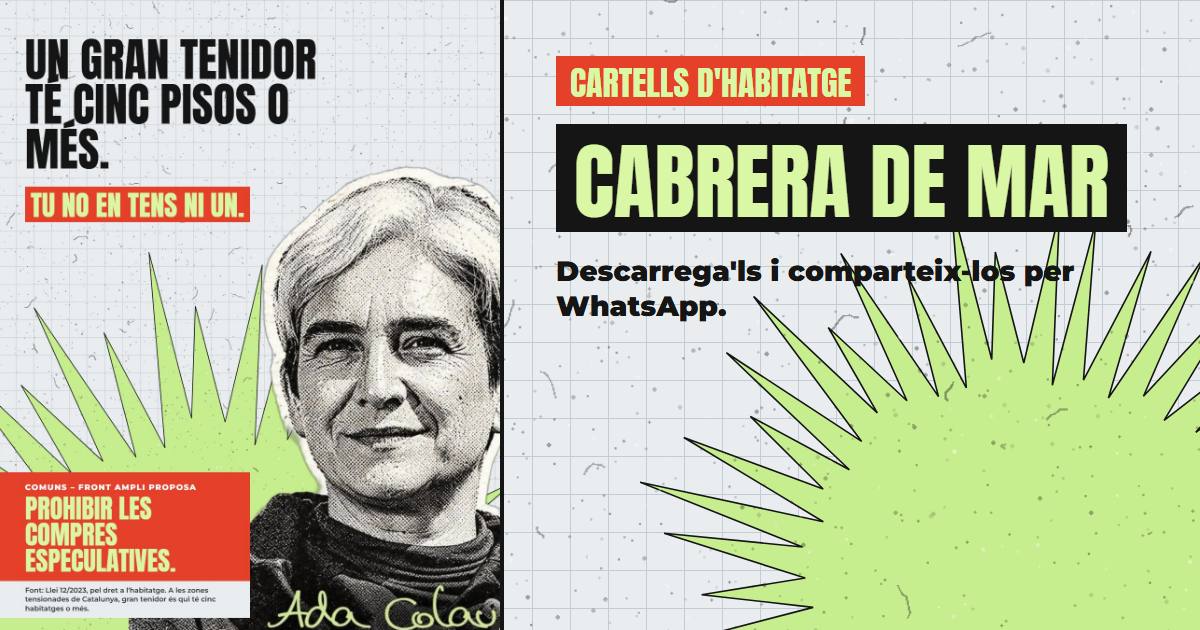 UN GRAN TENIDOR
TÉ CINC PISOS O
MÉS.
TU NO EN TENS NI UN.
COMUNS – FRONT AMPLI PROPOSA
PROHIBIR LES
COMPRES
ESPECULATIVES.
Font: Llei 12/2023, pel dret a l'habitatge. A les zones
tensionades de Catalunya, gran tenidor és qui té cinc
habitatges o més.
Ada Colau
CARTELLS D'HABITATGE
CABRERA DE MAR
Descarrega'ls i comparteix-los per
WhatsApp.